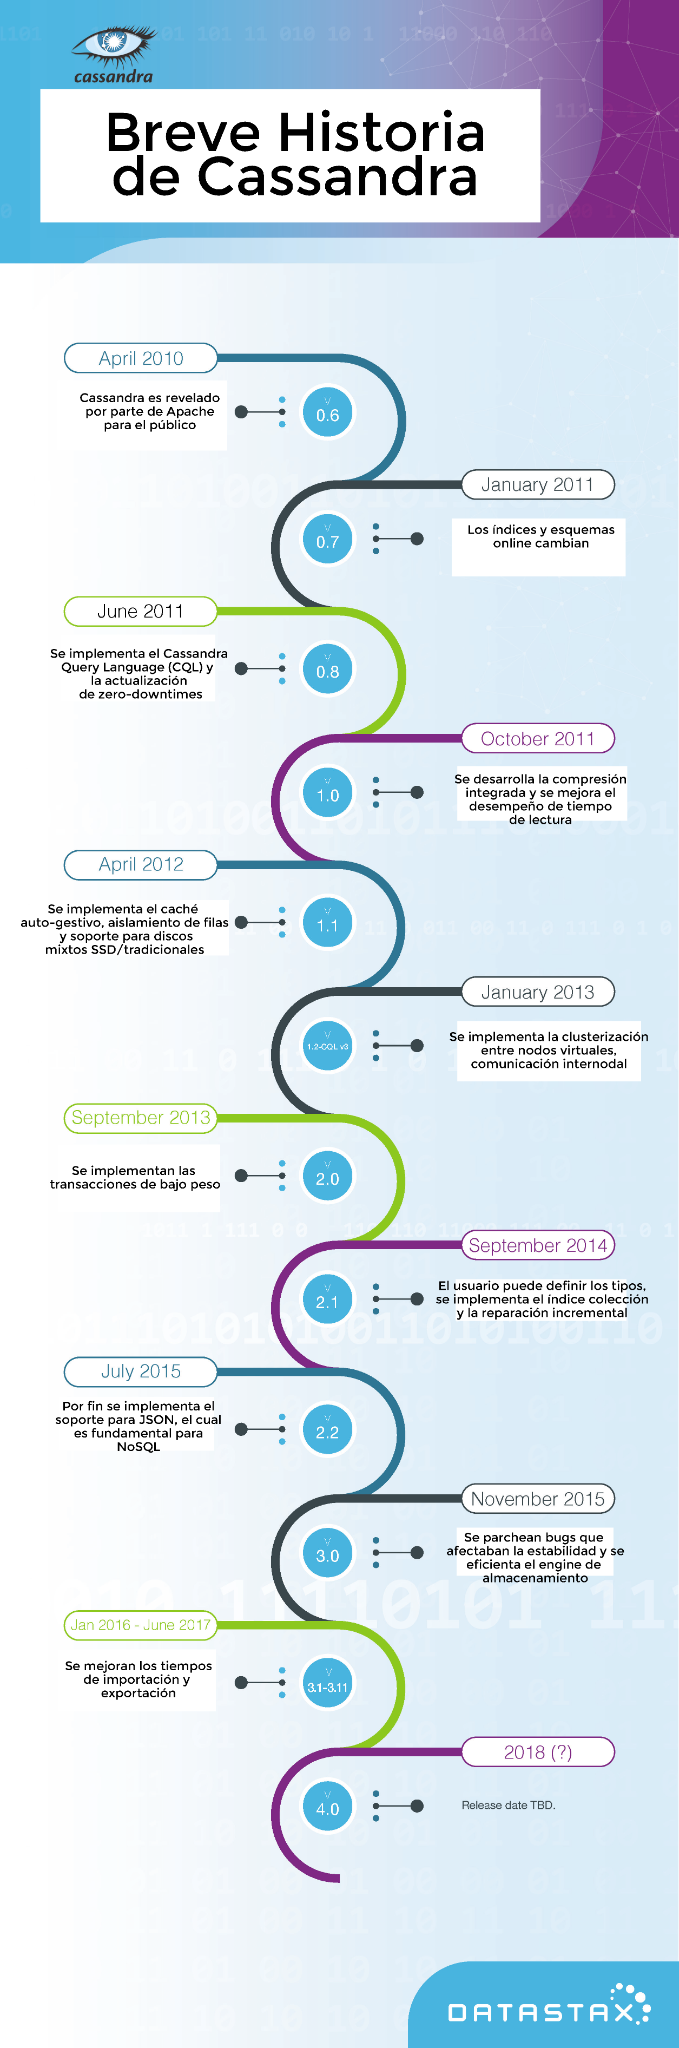 cassandra
Breve Historia
de Cassandra
April 2010
Cassandra es revelado
por parte de Apache
para el público
V
0.6
January 2011
V
0.7
Los índices y esquemas
online cambian
June 2011
Se implementa el Cassandra
Query Language (CQL) y
la actualización
de zero-downtimes
V
0.8
October 2011
V
1.0
Se desarrolla la compresión
integrada y se mejora el
desempeño de tiempo
de lectura
April 2012
Se implementa el caché
auto-gestivo, aislamiento de filas
y soporte para discos
mixtos SSD/tradicionales
V
1.1
January 2013
V
1.2-CQL v3
Se implementa la clusterización
entre nodos virtuales,
comunicación internodal
September 2013
Se implementan las
transacciones de bajo peso
V
2.0
September 2014
V
2.1
El usuario puede definir los tipos,
se implementa el índice colección
y la reparación incremental
July 2015
Por fin se implementa el
soporte para JSON, el cual
es fundamental para
NoSQL
V
2.2
November 2015
V
3.0
Se parchean bugs que
afectaban la estabilidad y se
eficienta el engine de
almacenamiento
Jan 2016 - June 2017
Se mejoran los tiempos
de importación y
exportación
V
3.1-3.11
2018 (?)
V
4.0
Release date TBD.
DATASTAX